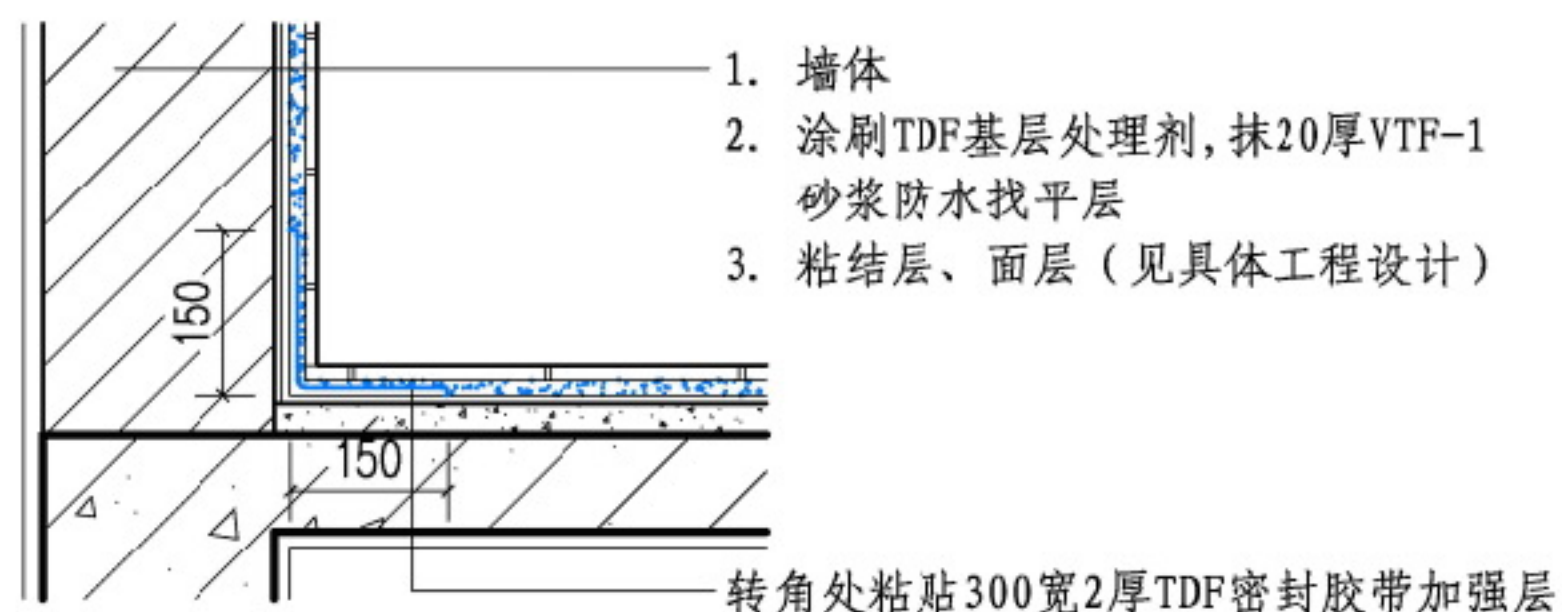 1. 墙体
2. 涂刷TDF基层处理剂,抹20厚VTF-1
砂浆防水找平层
3. 粘结层、面层（见具体工程设计）
150
150
转角处粘贴300宽2厚TDF密封胶带加强层